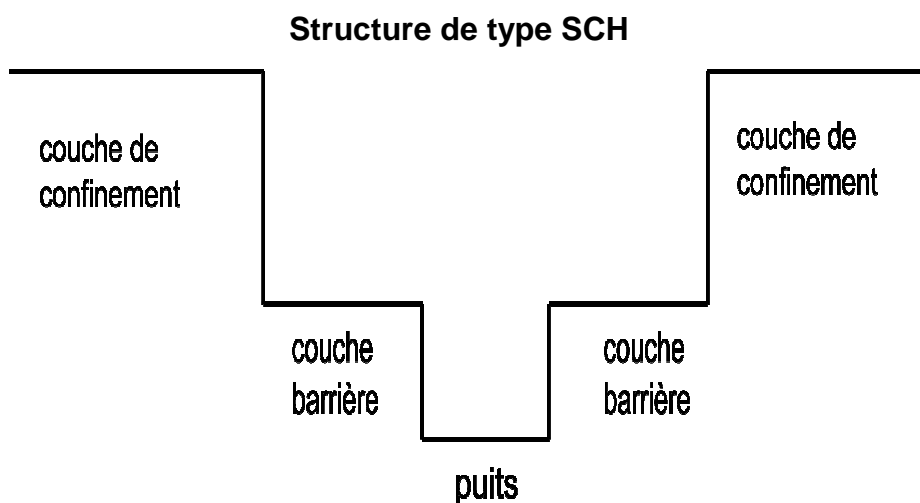 Structure de type SCH
couche de
confinement
couche de
confinement
couche
barrière
couche
barrière
puits